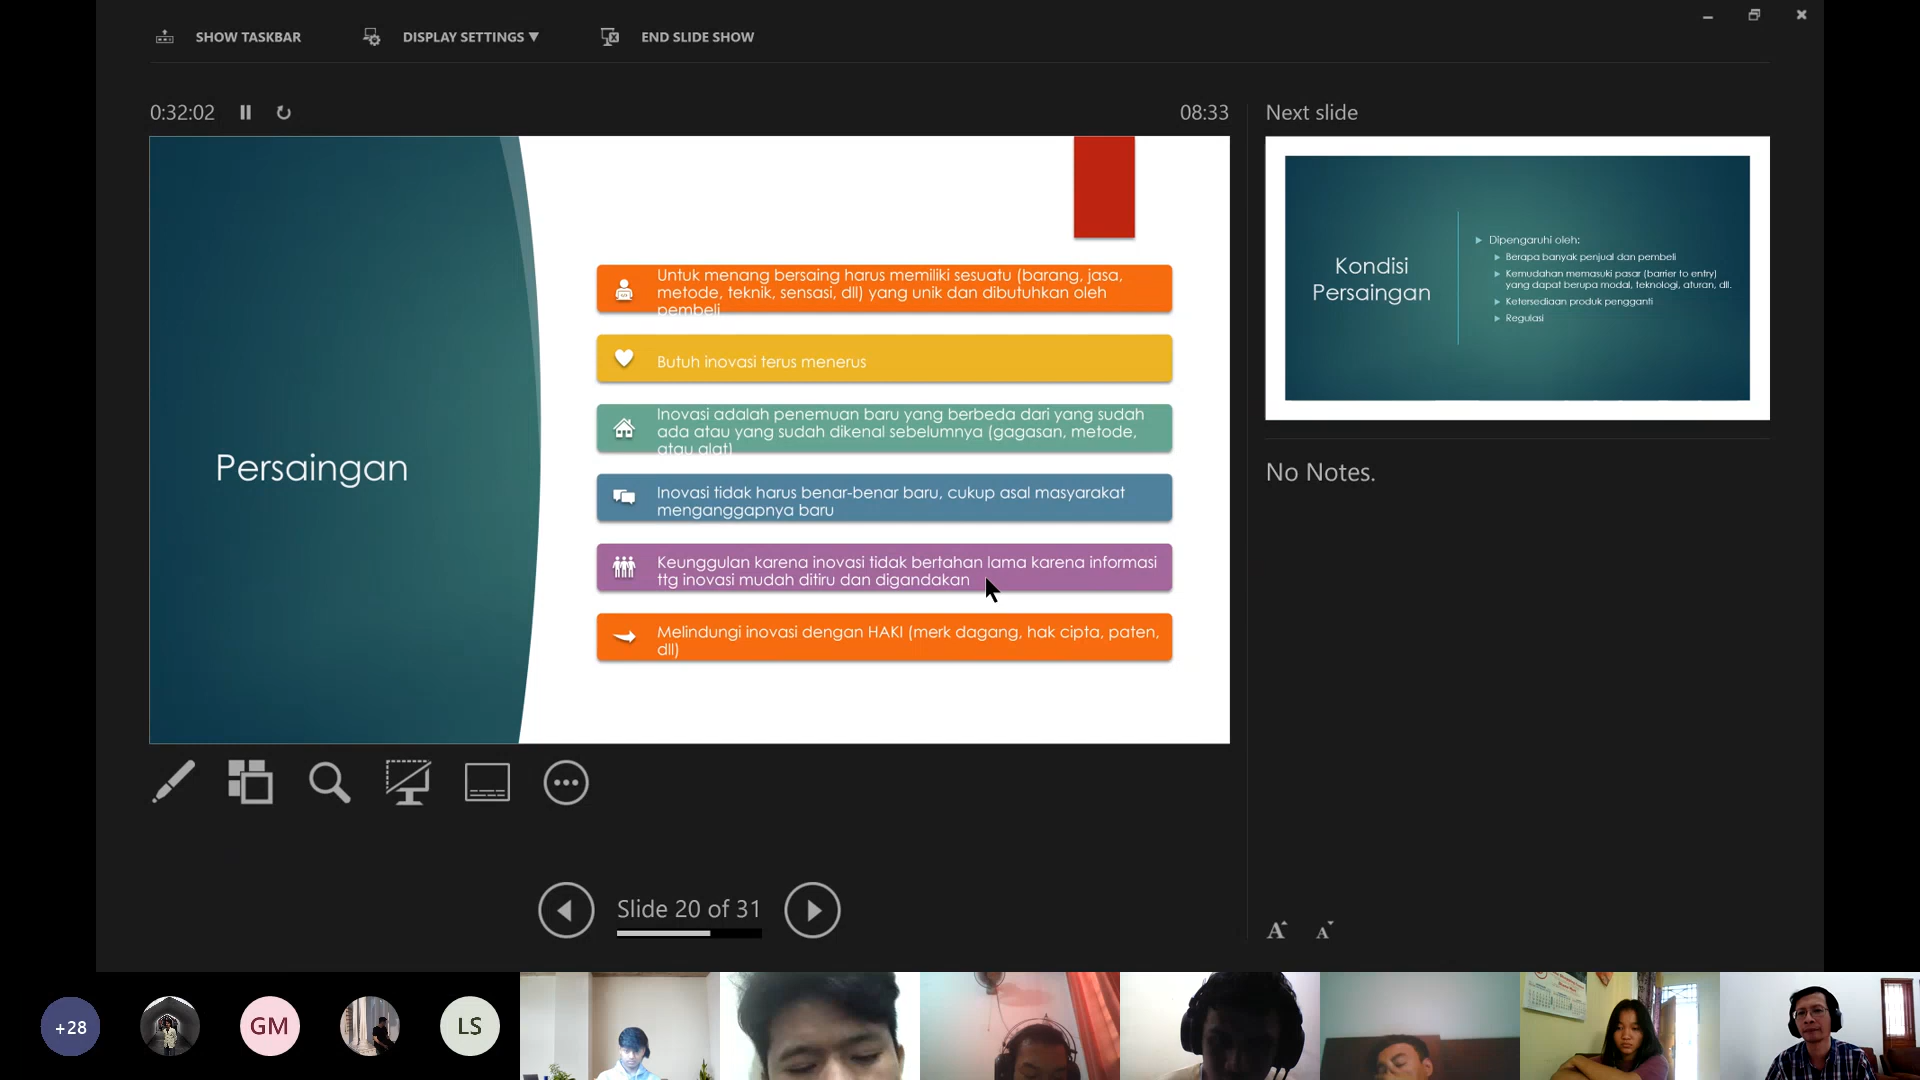 SHOW TASKBAR
DISPLAY SETTINGS ▼
END SLIDE SHOW
0:32:02
08:33
Next slide
Persaingan
Untuk menang bersaing harus memiliki sesuatu (barang, jasa,
metode, teknik, sensasi, dll) yang unik dan dibutuhkan oleh
pembeli
Butuh inovasi terus menerus
Inovasi adalah penemuan baru yang berbeda dari yang sudah
ada atau yang sudah dikenal sebelumnya (gagasan, metode,
atau alat)
Inovasi tidak harus benar-benar baru, cukup asal masyarakat
menganggapnya baru
Keunggulan karena inovasi tidak bertahan lama karena informasi
ttg inovasi mudah ditiru dan digandakan
Melindungi inovasi dengan HAKI (merk dagang, hak cipta, paten,
dll)
Kondisi
Persaingan
Dipengaruhi oleh:
Berapa banyak penjual dan pembeli
Kemudahan memasuki pasar (barrier to entry)
yang dapat berupa modal, teknologi, aturan, dll.
Ketersediaan produk pengganti
Regulasi
No Notes.
Slide 20 of 31
A A
+28
GM
LS